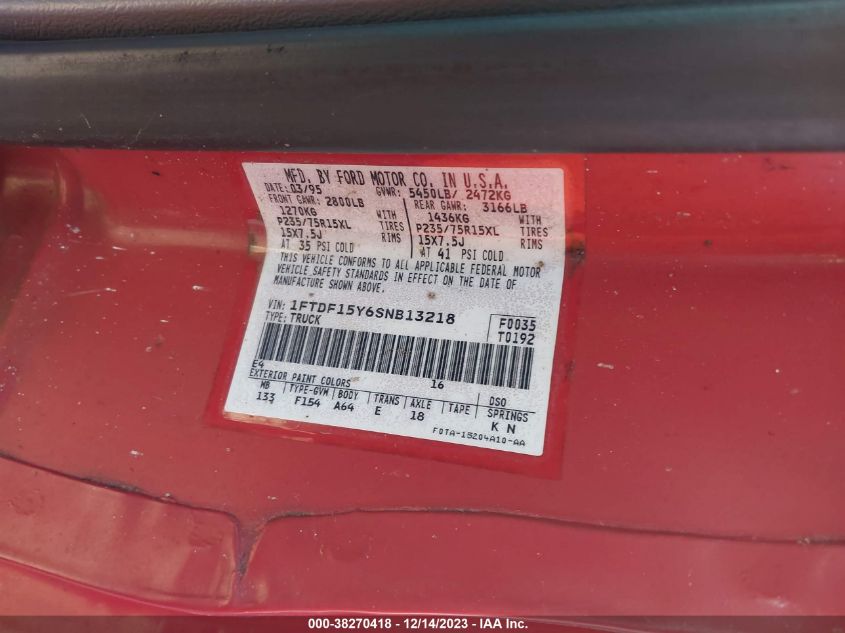 MFD. BY FORD MOTOR CO. IN U.S.A.
DATE: 03/95 GVWR: 5450LB/ 2472KG
FRONT GAWR: 2800LB REAR GAWR: 3166LB
1270KG WITH 1436KG WITH
P235/75R15XL TIRES P235/75R15XL TIRES
15X7.5J RIMS 15X7.5J RIMS
AT 35 PSI COLD AT 41 PSI COLD
THIS VEHICLE CONFORMS TO ALL APPLICABLE FEDERAL MOTOR
VEHICLE SAFETY STANDARDS IN EFFECT ON THE DATE OF
MANUFACTURE SHOWN ABOVE.
VIN: 1FTDF15Y6SNB13218 F0035
TYPE: TRUCK T0192
E4 16
EXTERIOR PAINT COLORS DSO
WB TYPE-GVW BODY TRANS AXLE TAPE SPRINGS
133 F154 A64 E 18 K N
F0TA-15204A10-AA
000-38270418 - 12/14/2023 - IAA Inc.